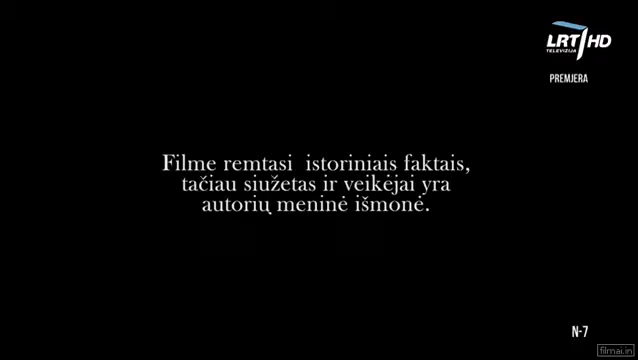 LRT HD
TELEVIZIJA
PREMJERA
Filme remtasi istoriniais faktais,
tačiau siužetas ir veikėjai yra
autorių meninė išmonė.
N-7
filmai.in